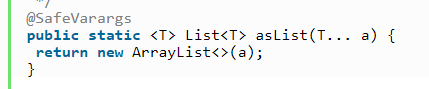 */
@SafeVarargs
public static <T> List<T> asList(T... a) {
 return new ArrayList<>(a);
}